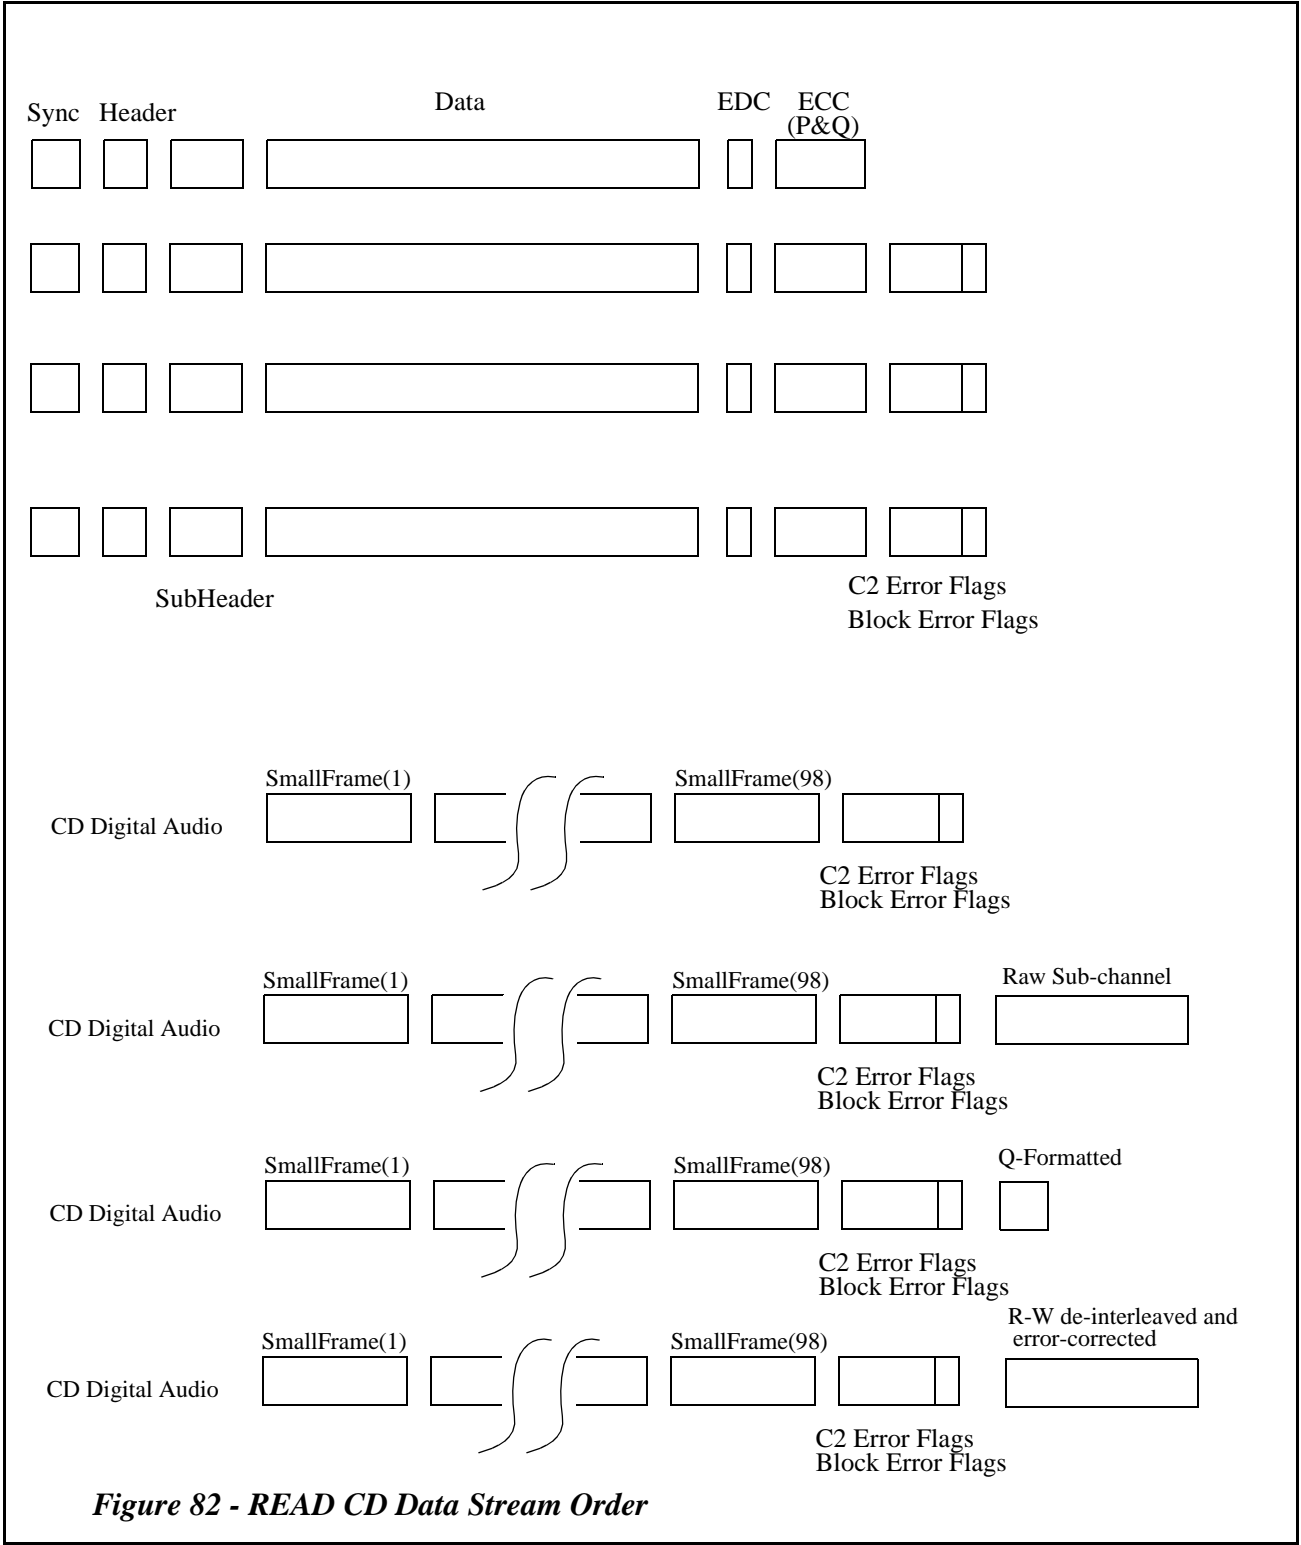 Data
EDC
ECC
(P&Q)
Sync
Header
SubHeader
C2 Error Flags
Block Error Flags
SmallFrame(1)
SmallFrame(98)
CD Digital Audio
C2 Error Flags
Block Error Flags
SmallFrame(1)
SmallFrame(98)
Raw Sub-channel
CD Digital Audio
C2 Error Flags
Block Error Flags
SmallFrame(1)
SmallFrame(98)
Q-Formatted
CD Digital Audio
C2 Error Flags
Block Error Flags
R-W de-interleaved and
error-corrected
SmallFrame(1)
SmallFrame(98)
CD Digital Audio
C2 Error Flags
Block Error Flags
Figure 82 - READ CD Data Stream Order